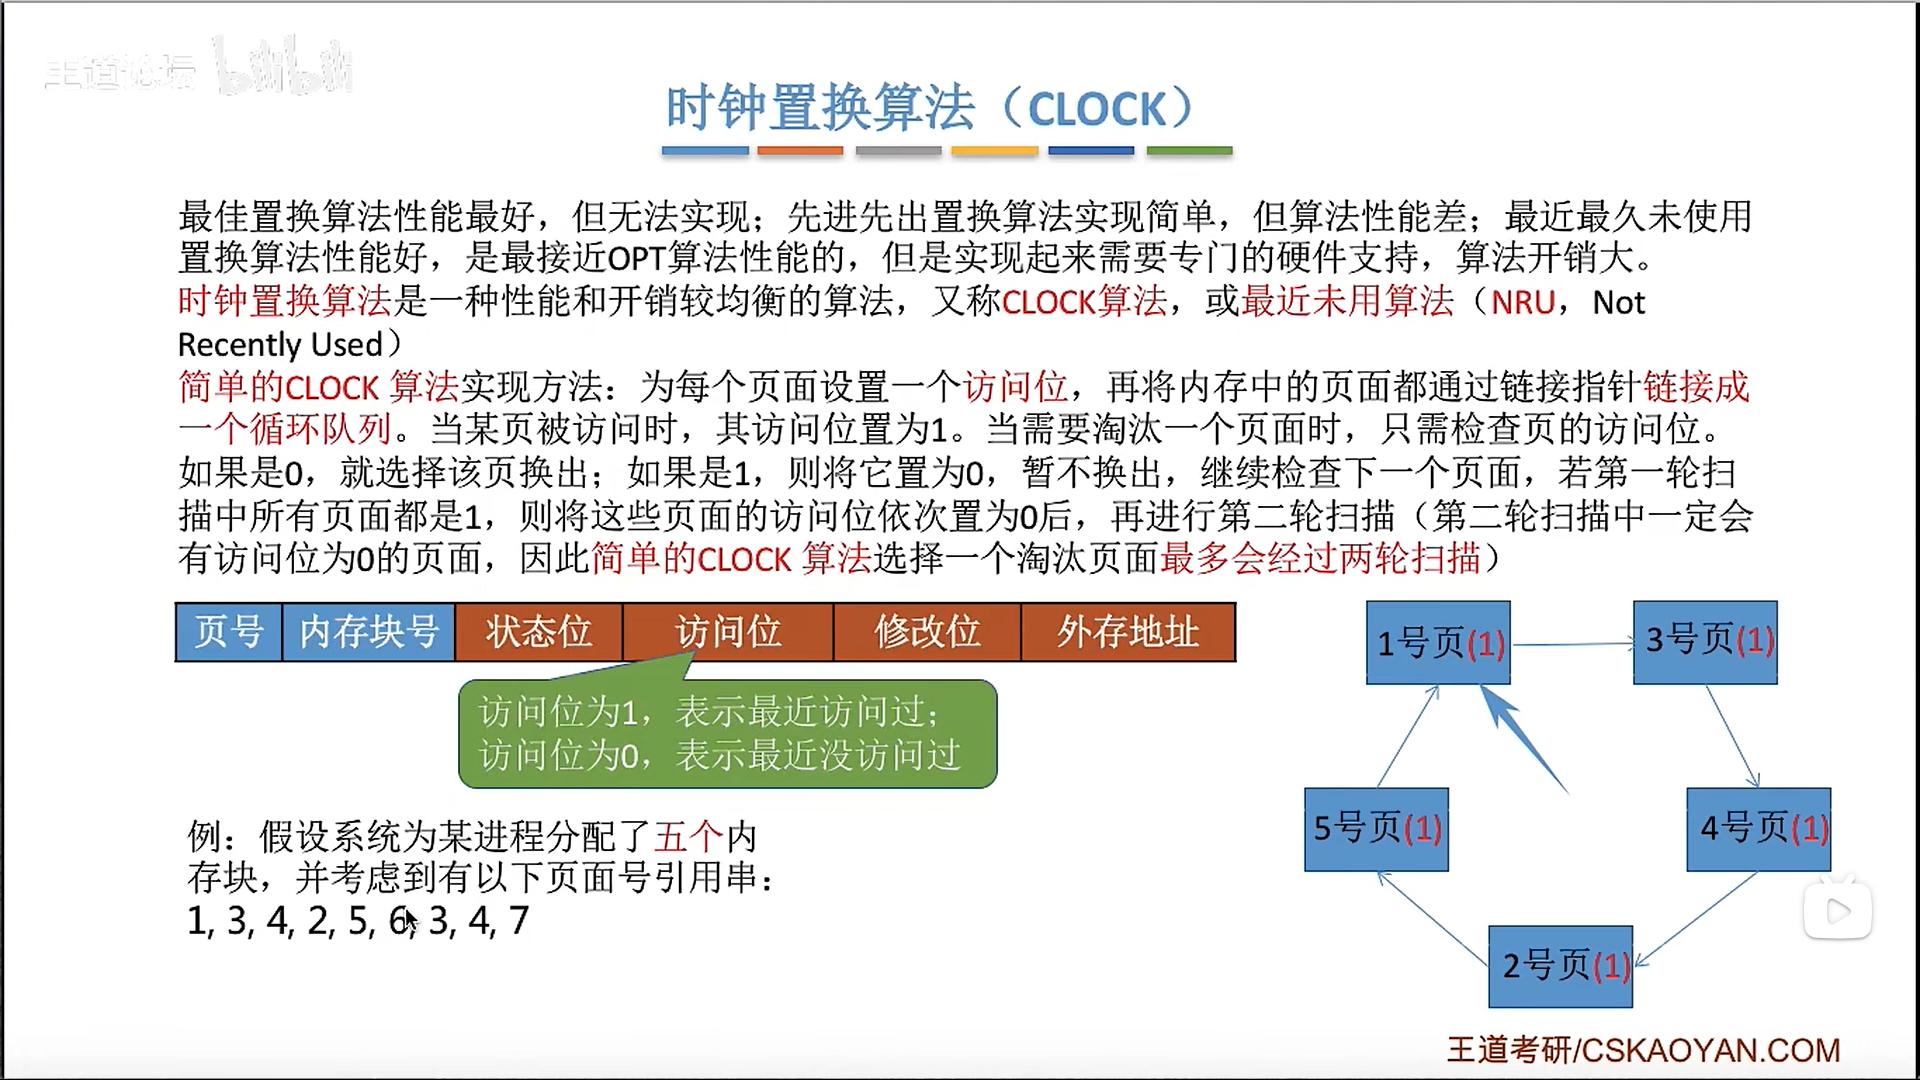 王道论坛 bilibili
时钟置换算法（CLOCK）
最佳置换算法性能最好，但无法实现；先进先出置换算法实现简单，但算法性能差；最近最久未使用
置换算法性能好，是最接近OPT算法性能的，但是实现起来需要专门的硬件支持，算法开销大。
时钟置换算法是一种性能和开销较均衡的算法，又称CLOCK算法，或最近未用算法（NRU，Not
Recently Used）
简单的CLOCK 算法实现方法：为每个页面设置一个访问位，再将内存中的页面都通过链接指针链接成
一个循环队列。当某页被访问时，其访问位置为1。当需要淘汰一个页面时，只需检查页的访问位。
如果是0，就选择该页换出；如果是1，则将它置为0，暂不换出，继续检查下一个页面，若第一轮扫
描中所有页面都是1，则将这些页面的访问位依次置为0后，再进行第二轮扫描（第二轮扫描中一定会
有访问位为0的页面，因此简单的CLOCK 算法选择一个淘汰页面最多会经过两轮扫描）
页号 内存块号 状态位 访问位 修改位 外存地址
访问位为1，表示最近访问过；
访问位为0，表示最近没访问过
例：假设系统为某进程分配了五个内
存块，并考虑到有以下页面号引用串：
1, 3, 4, 2, 5, 6, 3, 4, 7
1号页(1)
3号页(1)
5号页(1)
4号页(1)
2号页(1)
王道考研/CSKAOYAN.COM